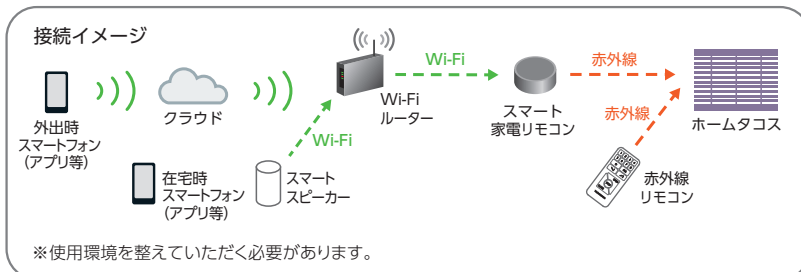 接続イメージ
Wi-Fi
赤外線
クラウド
Wi-Fi
ルーター
スマート
家電リモコン
ホームタコス
外出時
スマートフォン
（アプリ等）
Wi-Fi
赤外線
在宅時
スマートフォン
（アプリ等）
スマート
スピーカー
赤外線
リモコン
※使用環境を整えていただく必要があります。